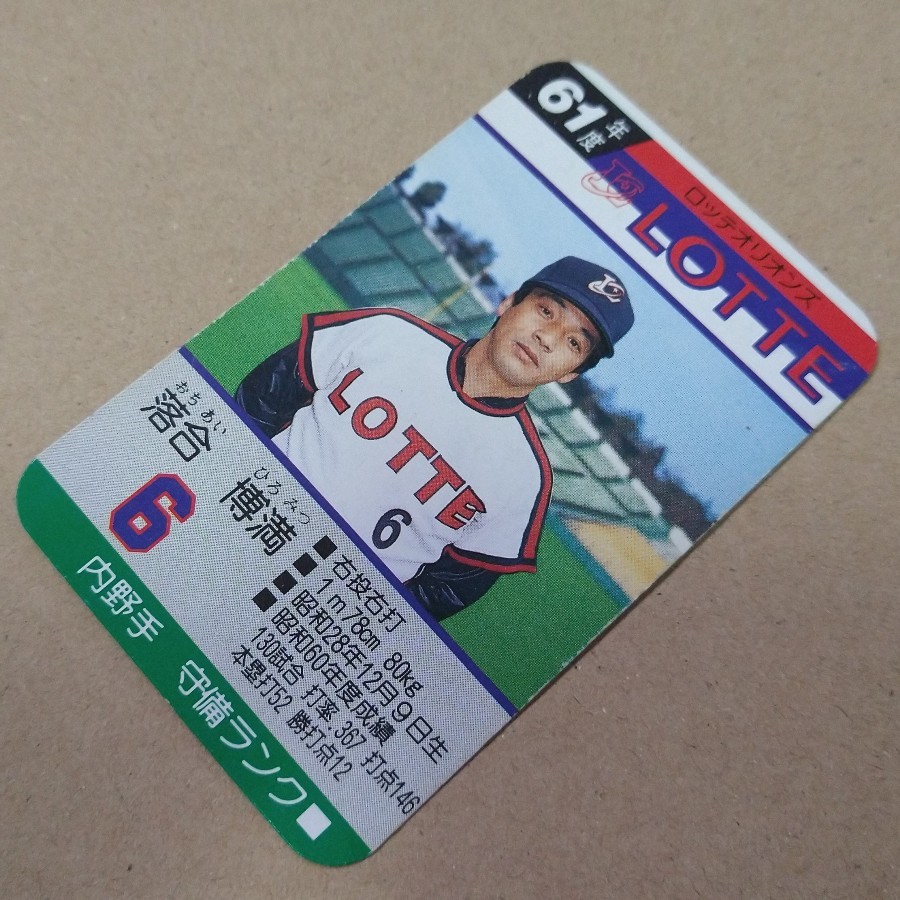 61年度
ロッテオリオンズ
LOTTE
LOTTE
6
おち あい ひろ みつ
落合 博満
6
■右投右打
■1m78cm 80kg
■昭和28年12月9日生
■昭和60年度成績
130試合 打率.367 打点146
本塁打52 勝打点12
内野手 守備ランク■